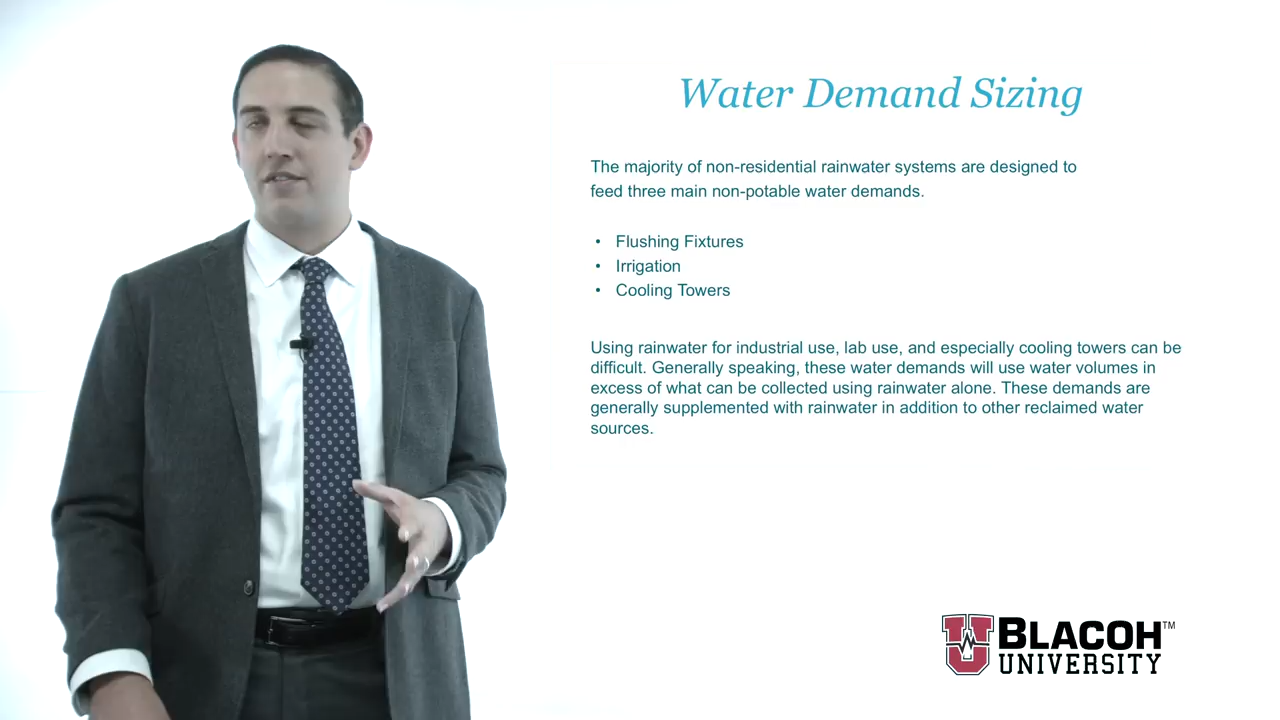 Water Demand Sizing
The majority of non-residential rainwater systems are designed to
feed three main non-potable water demands.
• Flushing Fixtures
• Irrigation
• Cooling Towers
Using rainwater for industrial use, lab use, and especially cooling towers can be
difficult. Generally speaking, these water demands will use water volumes in
excess of what can be collected using rainwater alone. These demands are
generally supplemented with rainwater in addition to other reclaimed water
sources.
U BLACOH™
UNIVERSITY